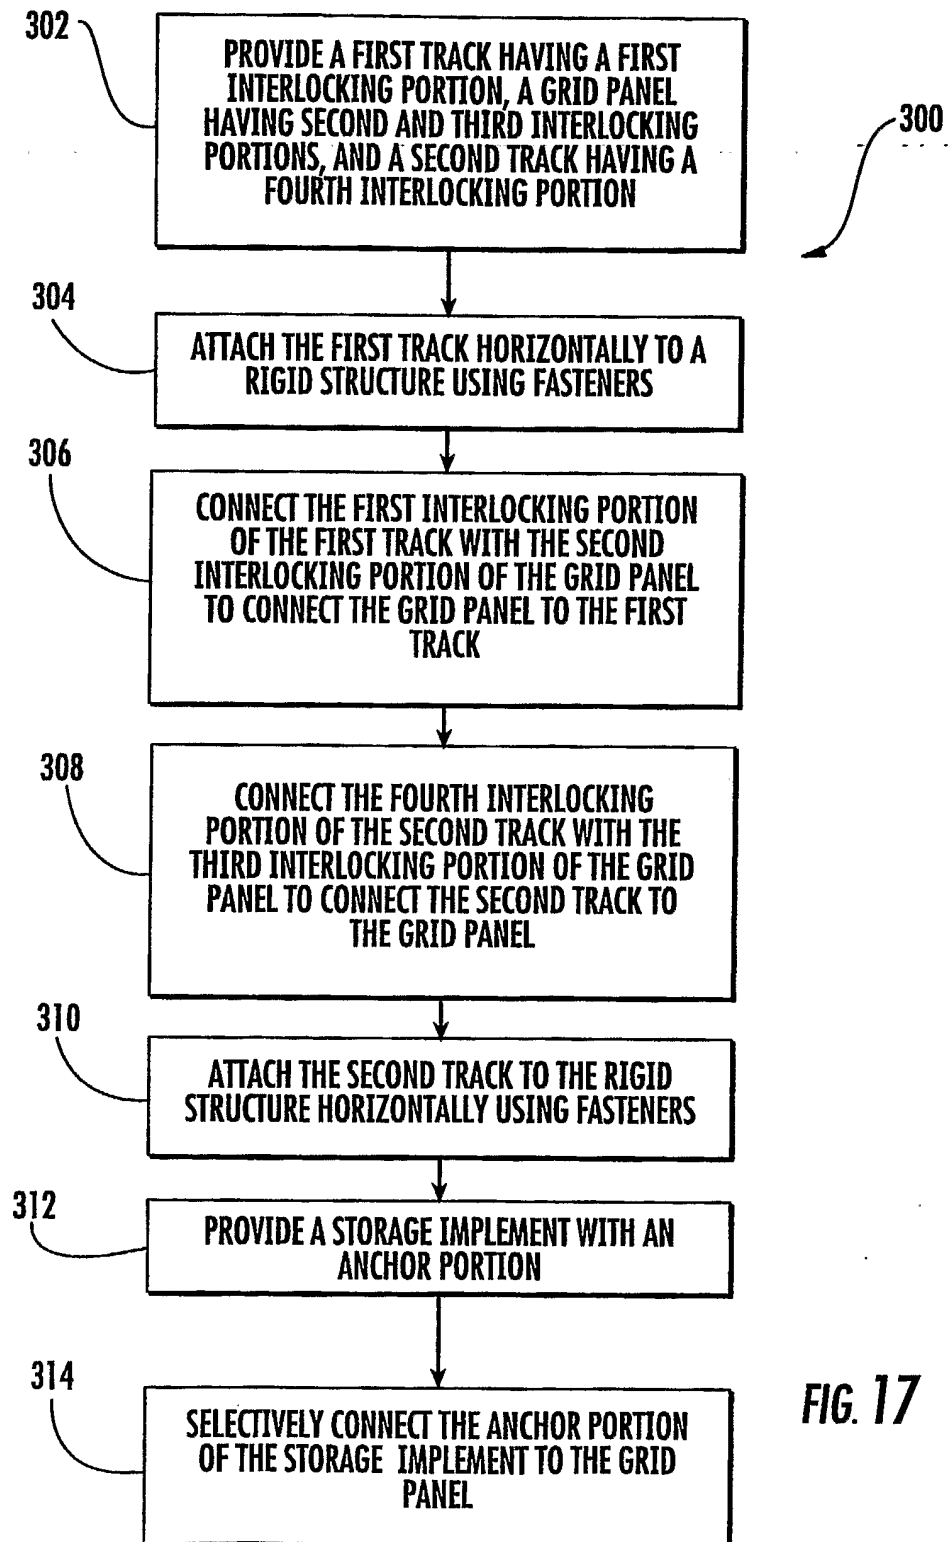 302
PROVIDE A FIRST TRACK HAVING A FIRST
INTERLOCKING PORTION, A GRID PANEL
HAVING SECOND AND THIRD INTERLOCKING
PORTIONS, AND A SECOND TRACK HAVING A
FOURTH INTERLOCKING PORTION
300
304
ATTACH THE FIRST TRACK HORIZONTALLY TO A
RIGID STRUCTURE USING FASTENERS
306
CONNECT THE FIRST INTERLOCKING PORTION
OF THE FIRST TRACK WITH THE SECOND
INTERLOCKING PORTION OF THE GRID PANEL
TO CONNECT THE GRID PANEL TO THE FIRST
TRACK
308
CONNECT THE FOURTH INTERLOCKING
PORTION OF THE SECOND TRACK WITH THE
THIRD INTERLOCKING PORTION OF THE GRID
PANEL TO CONNECT THE SECOND TRACK TO
THE GRID PANEL
310
ATTACH THE SECOND TRACK TO THE RIGID
STRUCTURE HORIZONTALLY USING FASTENERS
312
PROVIDE A STORAGE IMPLEMENT WITH AN
ANCHOR PORTION
314
SELECTIVELY CONNECT THE ANCHOR PORTION
OF THE STORAGE IMPLEMENT TO THE GRID
PANEL
FIG. 17